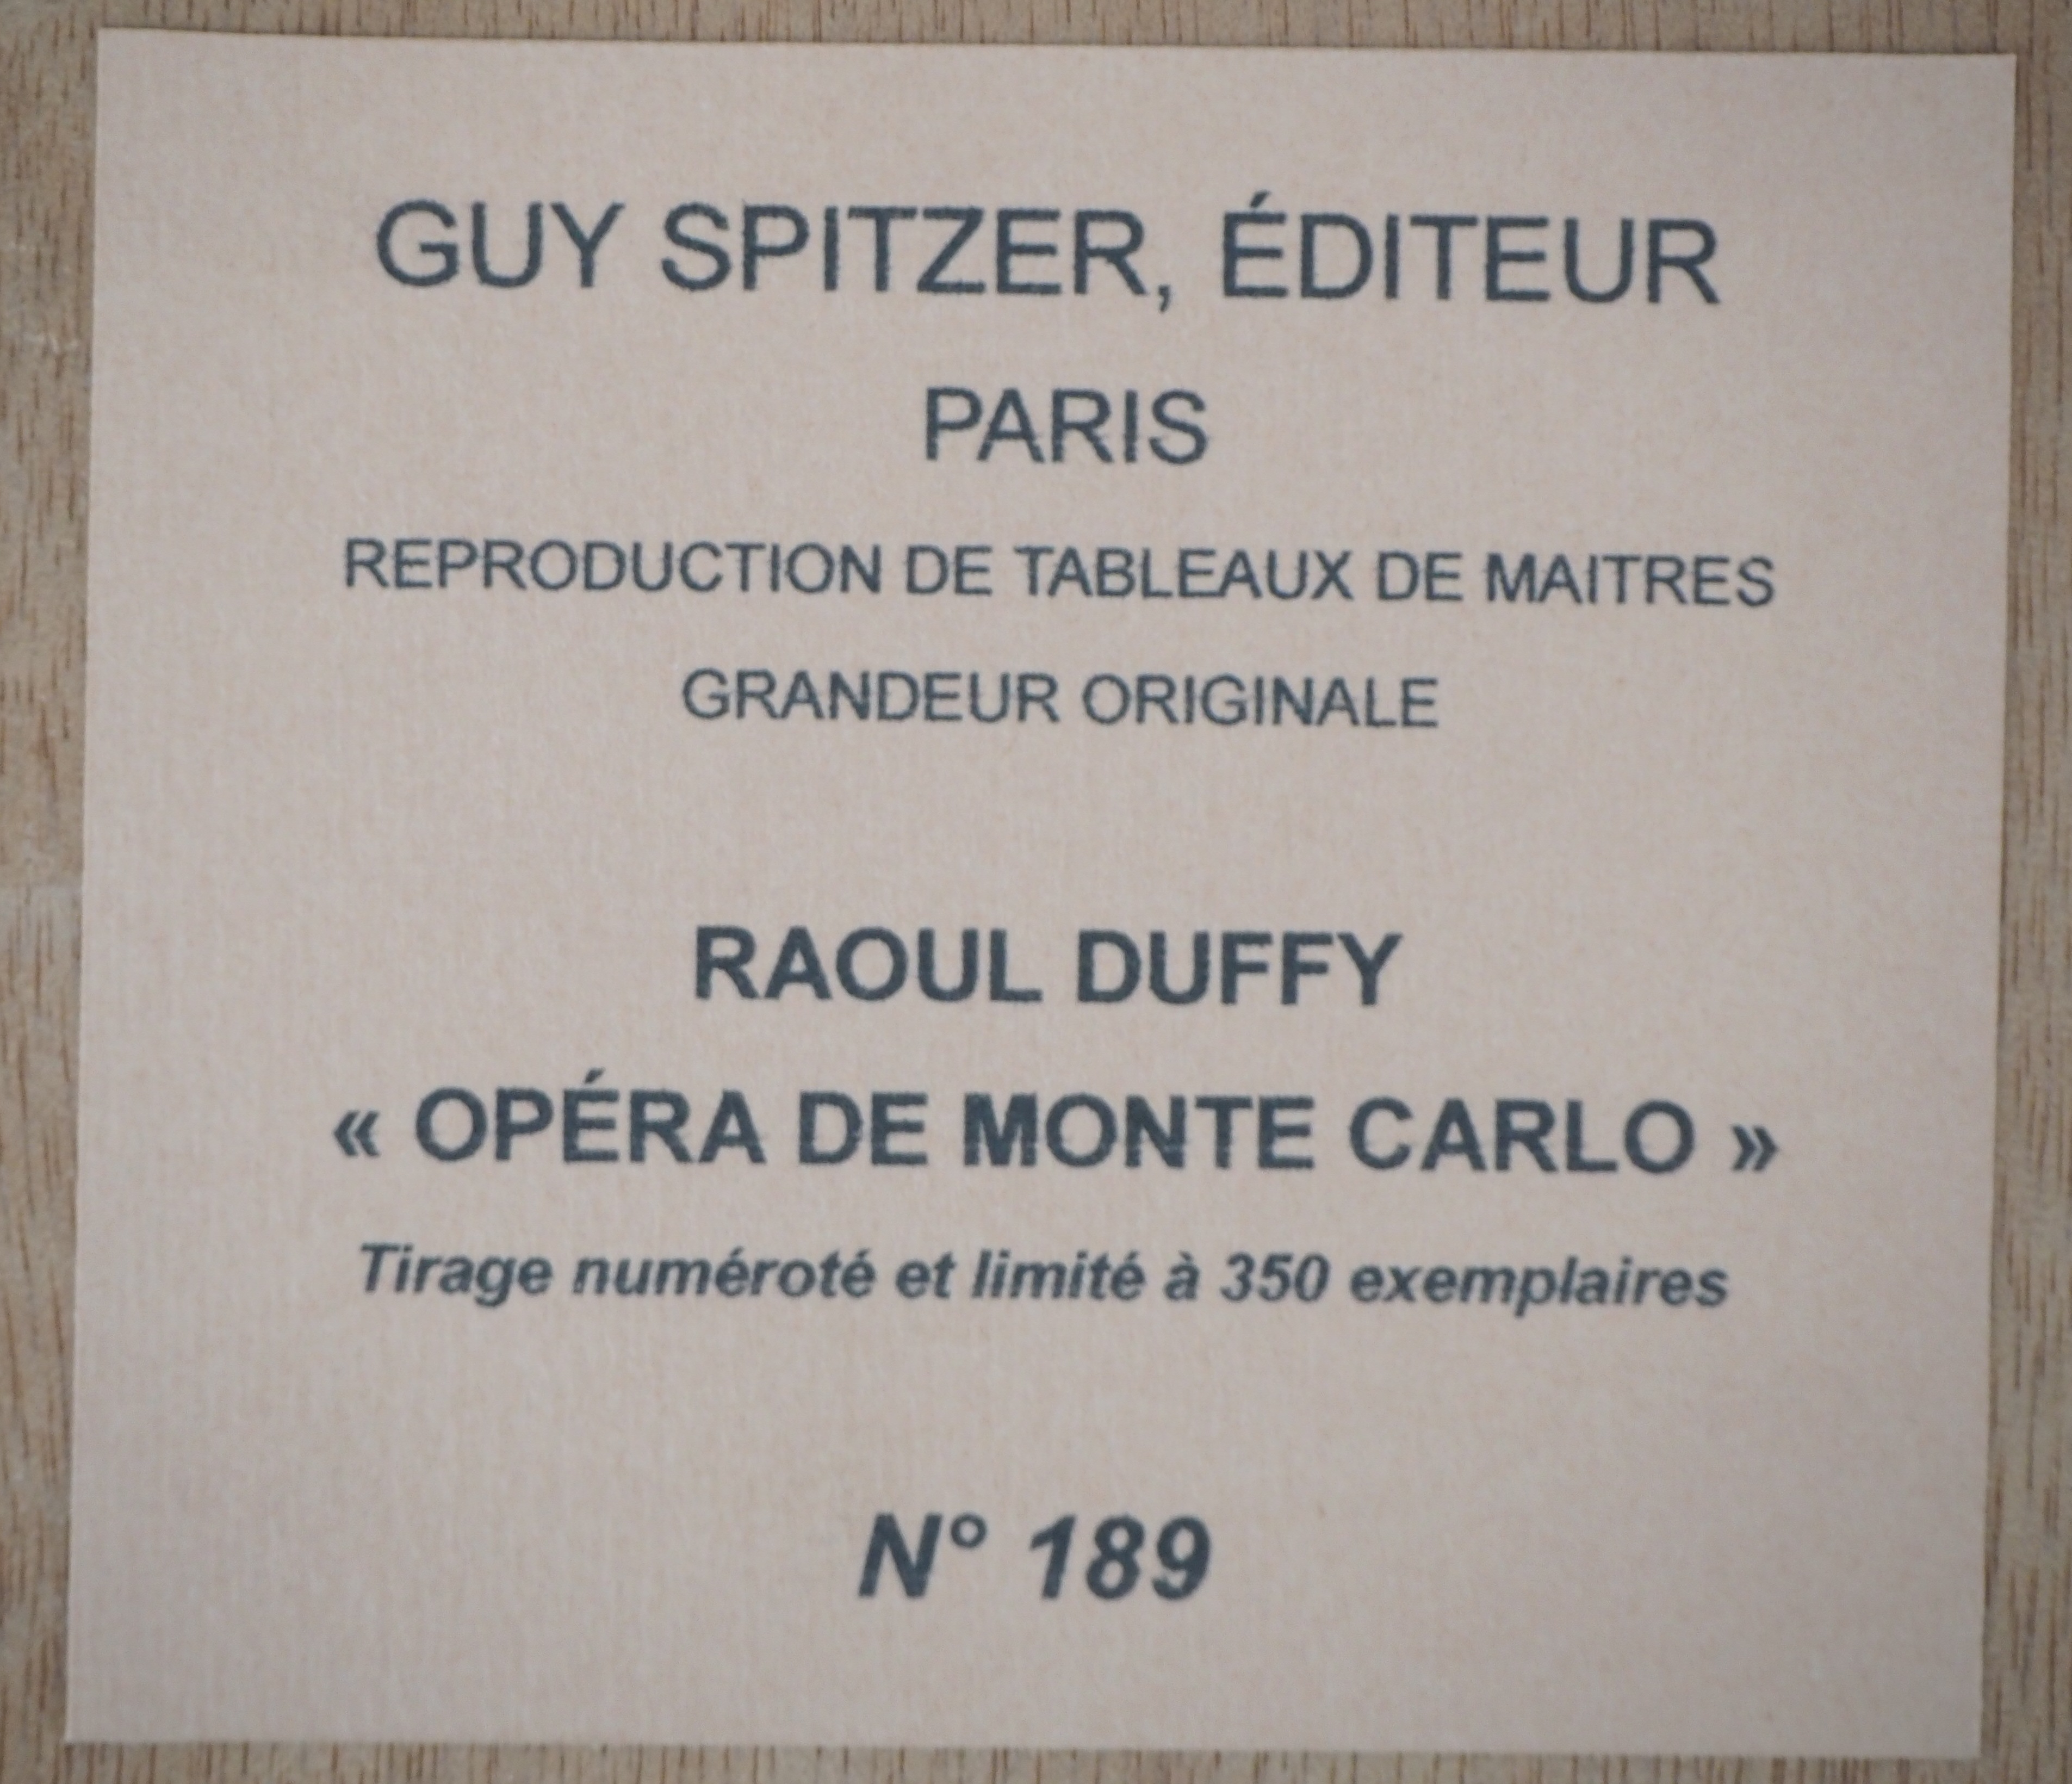 GUY SPITZER, ÉDITEUR
PARIS
REPRODUCTION DE TABLEAUX DE MAITRES
GRANDEUR ORIGINALE
RAOUL DUFFY
« OPÉRA DE MONTE CARLO »
Tirage numéroté et limité à 350 exemplaires
N° 189